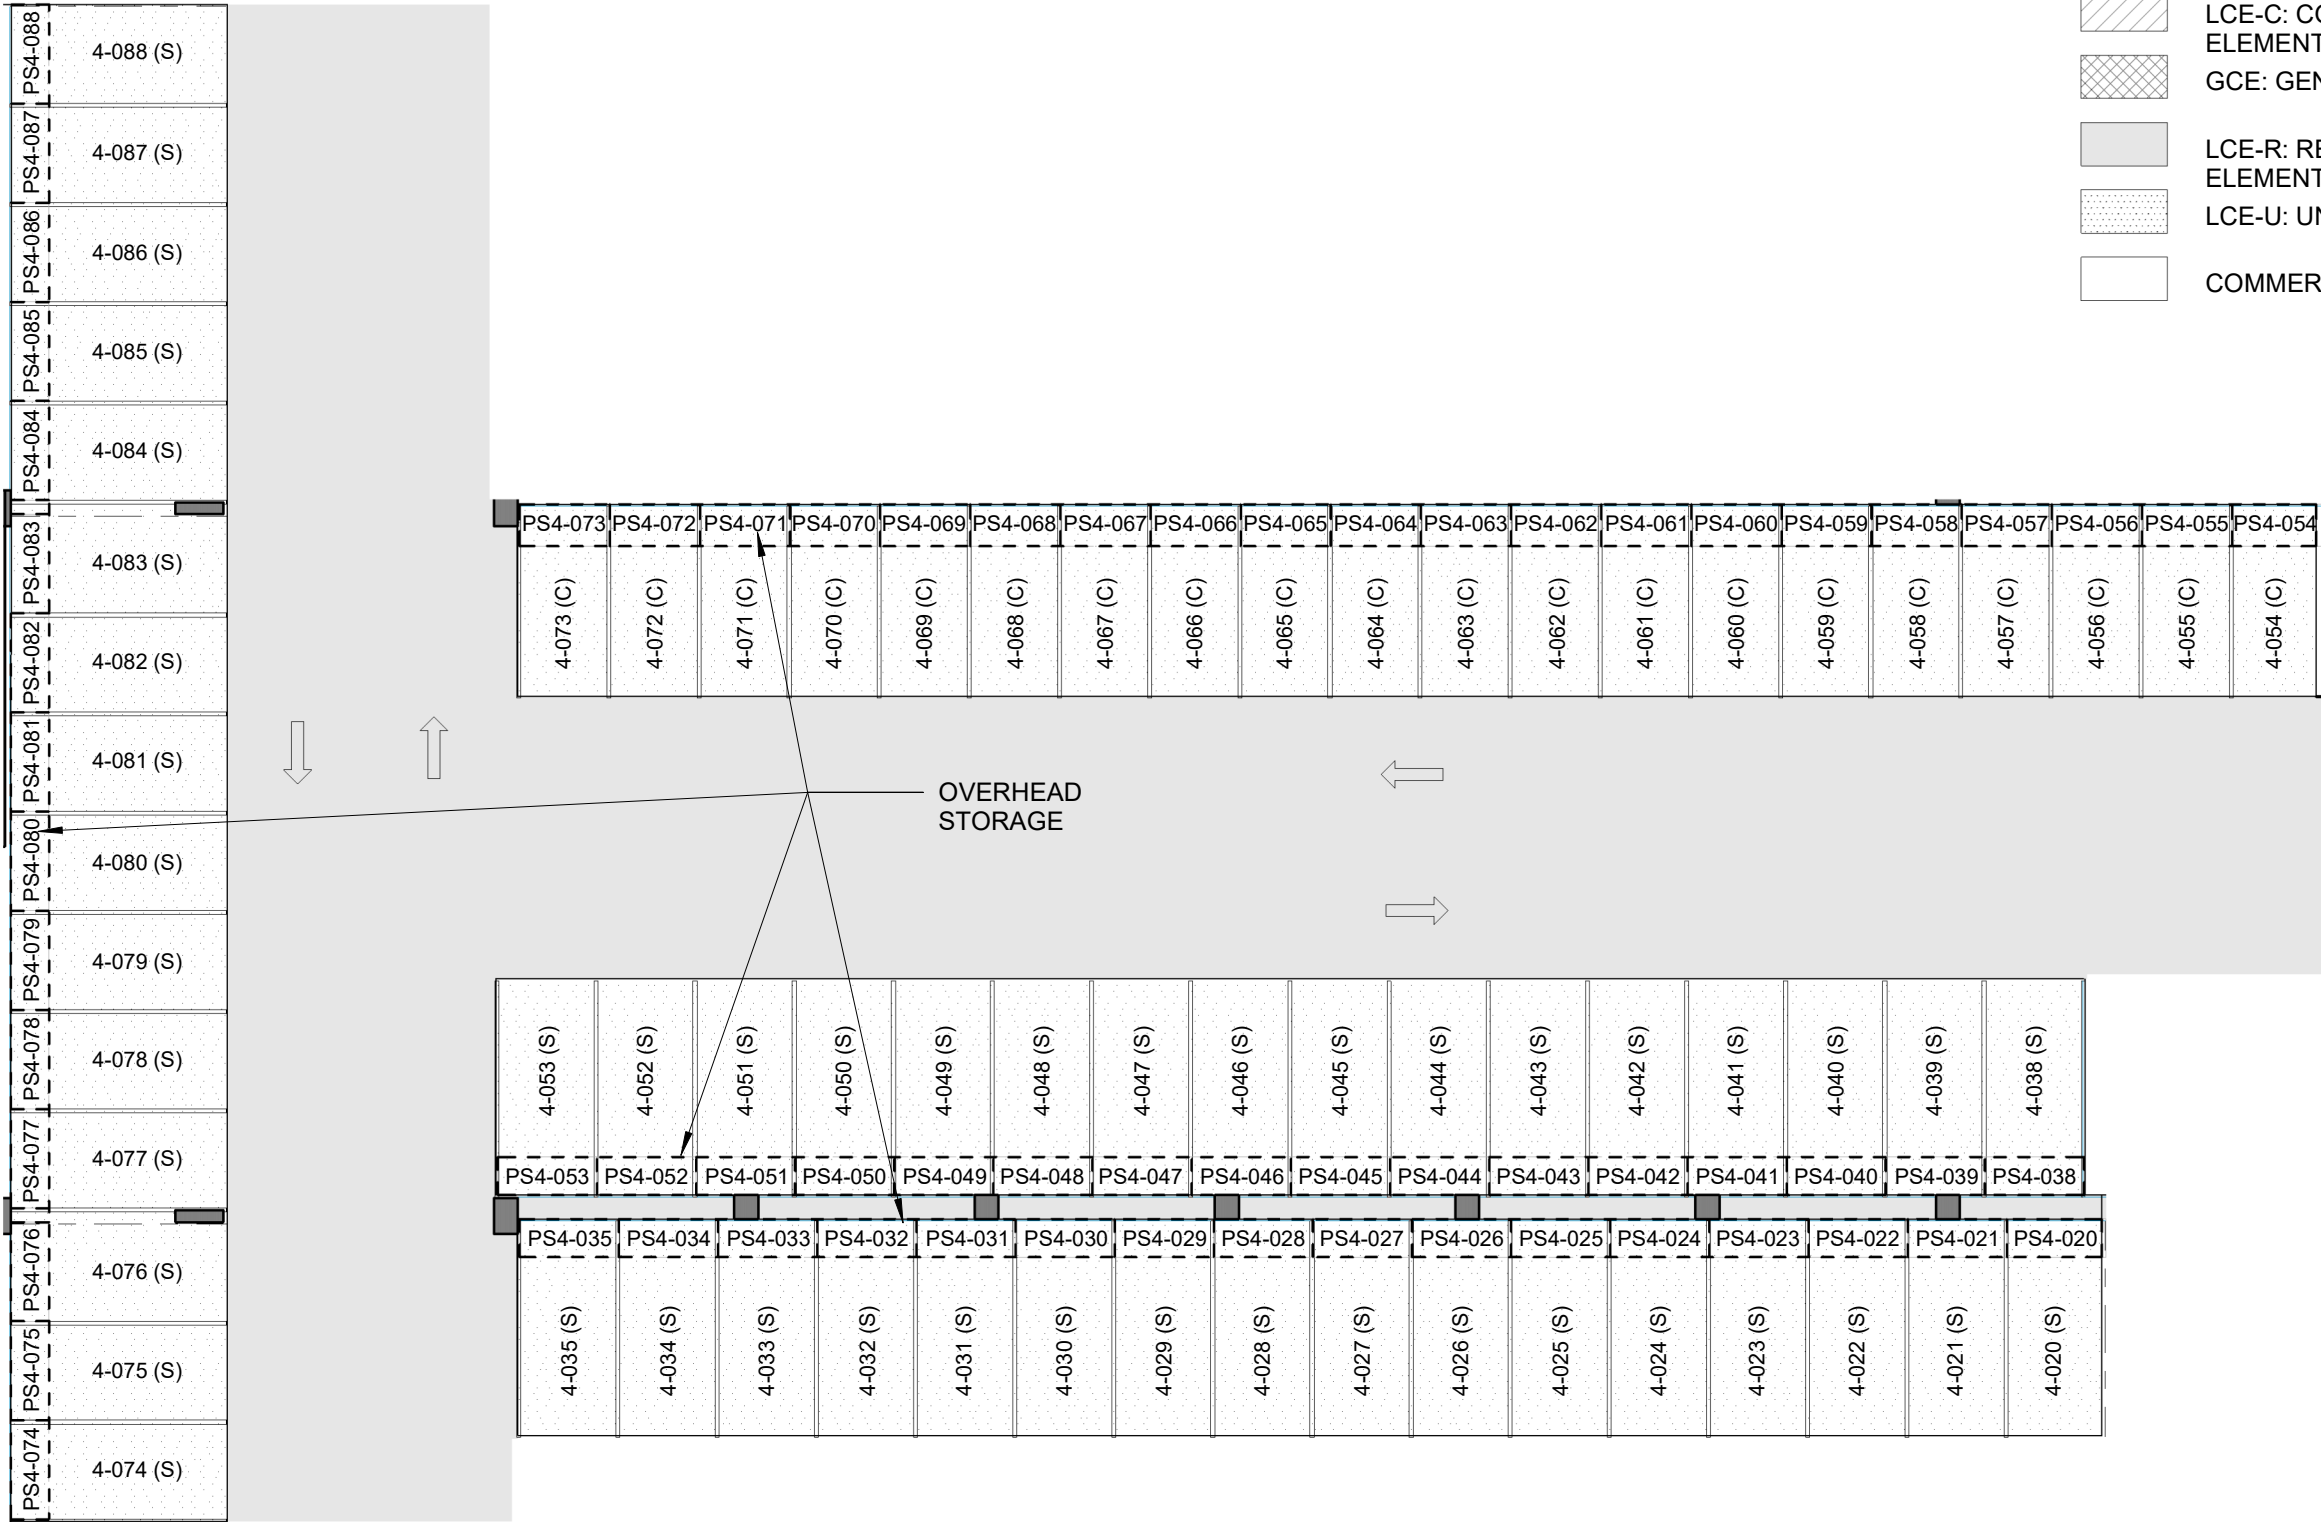 LCE-C: CO
ELEMENT
GCE: GEN
LCE-R: RE
ELEMENT
LCE-U: UN
COMMER
PS4-088
4-088 (S)
PS4-087
4-087 (S)
PS4-086
4-086 (S)
PS4-085
4-085 (S)
PS4-084
4-084 (S)
PS4-083
4-083 (S)
PS4-082
4-082 (S)
PS4-081
4-081 (S)
PS4-080
4-080 (S)
PS4-079
4-079 (S)
PS4-078
4-078 (S)
PS4-077
4-077 (S)
PS4-076
4-076 (S)
PS4-075
4-075 (S)
PS4-074
4-074 (S)
PS4-073 PS4-072 PS4-071 PS4-070 PS4-069 PS4-068 PS4-067 PS4-066 PS4-065 PS4-064 PS4-063 PS4-062 PS4-061 PS4-060 PS4-059 PS4-058 PS4-057 PS4-056 PS4-055 PS4-054
4-073 (C)
4-072 (C)
4-071 (C)
4-070 (C)
4-069 (C)
4-068 (C)
4-067 (C)
4-066 (C)
4-065 (C)
4-064 (C)
4-063 (C)
4-062 (C)
4-061 (C)
4-060 (C)
4-059 (C)
4-058 (C)
4-057 (C)
4-056 (C)
4-055 (C)
4-054 (C)
OVERHEAD
STORAGE
4-053 (S)
4-052 (S)
4-051 (S)
4-050 (S)
4-049 (S)
4-048 (S)
4-047 (S)
4-046 (S)
4-045 (S)
4-044 (S)
4-043 (S)
4-042 (S)
4-041 (S)
4-040 (S)
4-039 (S)
4-038 (S)
PS4-053 PS4-052 PS4-051 PS4-050 PS4-049 PS4-048 PS4-047 PS4-046 PS4-045 PS4-044 PS4-043 PS4-042 PS4-041 PS4-040 PS4-039 PS4-038
PS4-035 PS4-034 PS4-033 PS4-032 PS4-031 PS4-030 PS4-029 PS4-028 PS4-027 PS4-026 PS4-025 PS4-024 PS4-023 PS4-022 PS4-021 PS4-020
4-035 (S)
4-034 (S)
4-033 (S)
4-032 (S)
4-031 (S)
4-030 (S)
4-029 (S)
4-028 (S)
4-027 (S)
4-026 (S)
4-025 (S)
4-024 (S)
4-023 (S)
4-022 (S)
4-021 (S)
4-020 (S)